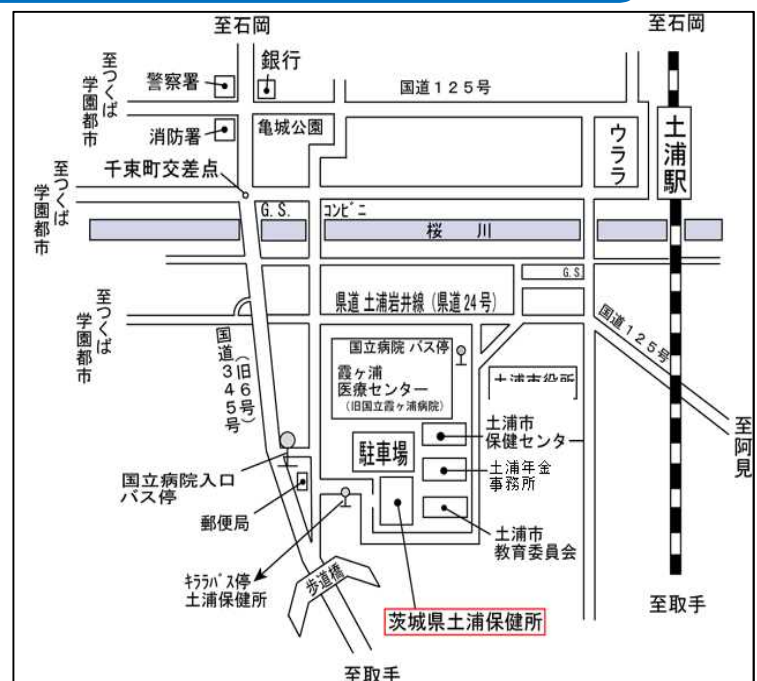 至石岡
至石岡
至つくば
学園都市
警察署
銀行
国道125号
消防署
亀城公園
ウララ
土浦駅
千束町交差点
至つくば
学園都市
G.S.
コンビニ
桜川
G.S.
至つくば
学園都市
県道 土浦岩井線(県道24号)
国道125号
国道345号
(旧6号)
国立病院 バス停
霞ヶ浦
医療センター
(旧国立霞ヶ浦病院)
土浦市役所
至阿見
土浦市
保健センター
駐車場
国立病院入口
バス停
土浦年金
事務所
郵便局
土浦市
教育委員会
キララバス停
土浦保健所
歩道橋
茨城県土浦保健所
至取手
至取手